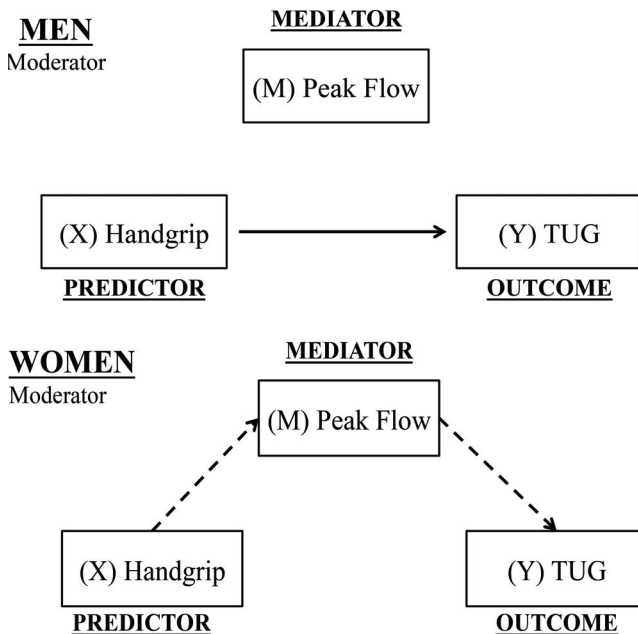 MEN
Moderator
MEDIATOR
(M) Peak Flow
(X) Handgrip
(Y) TUG
PREDICTOR
OUTCOME
WOMEN
Moderator
MEDIATOR
(M) Peak Flow
(X) Handgrip
(Y) TUG
PREDICTOR
OUTCOME